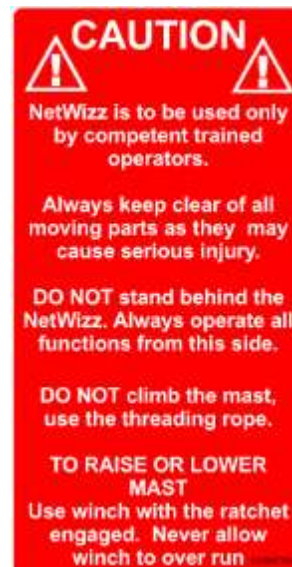 CAUTION
NetWizz is to be used only
by competent trained
operators.
Always keep clear of all
moving parts as they may
cause serious injury.
DO NOT stand behind the
NetWizz. Always operate all
functions from this side.
DO NOT climb the mast,
use the threading rope.
TO RAISE OR LOWER
MAST
Use winch with the ratchet
engaged. Never allow
winch to over run